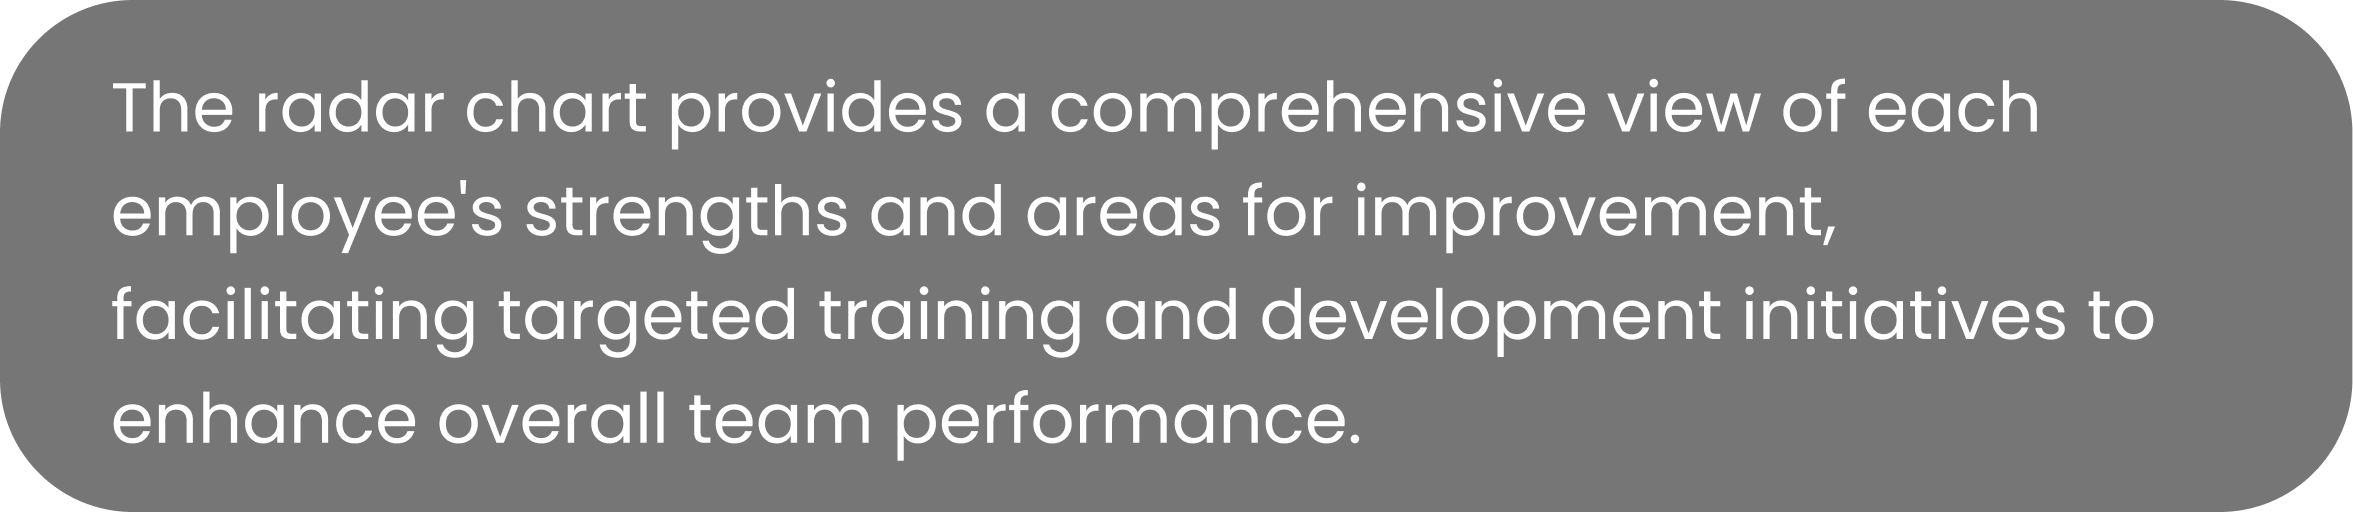 The radar chart provides a comprehensive view of each
employee's strengths and areas for improvement,
facilitating targeted training and development initiatives to
enhance overall team performance.